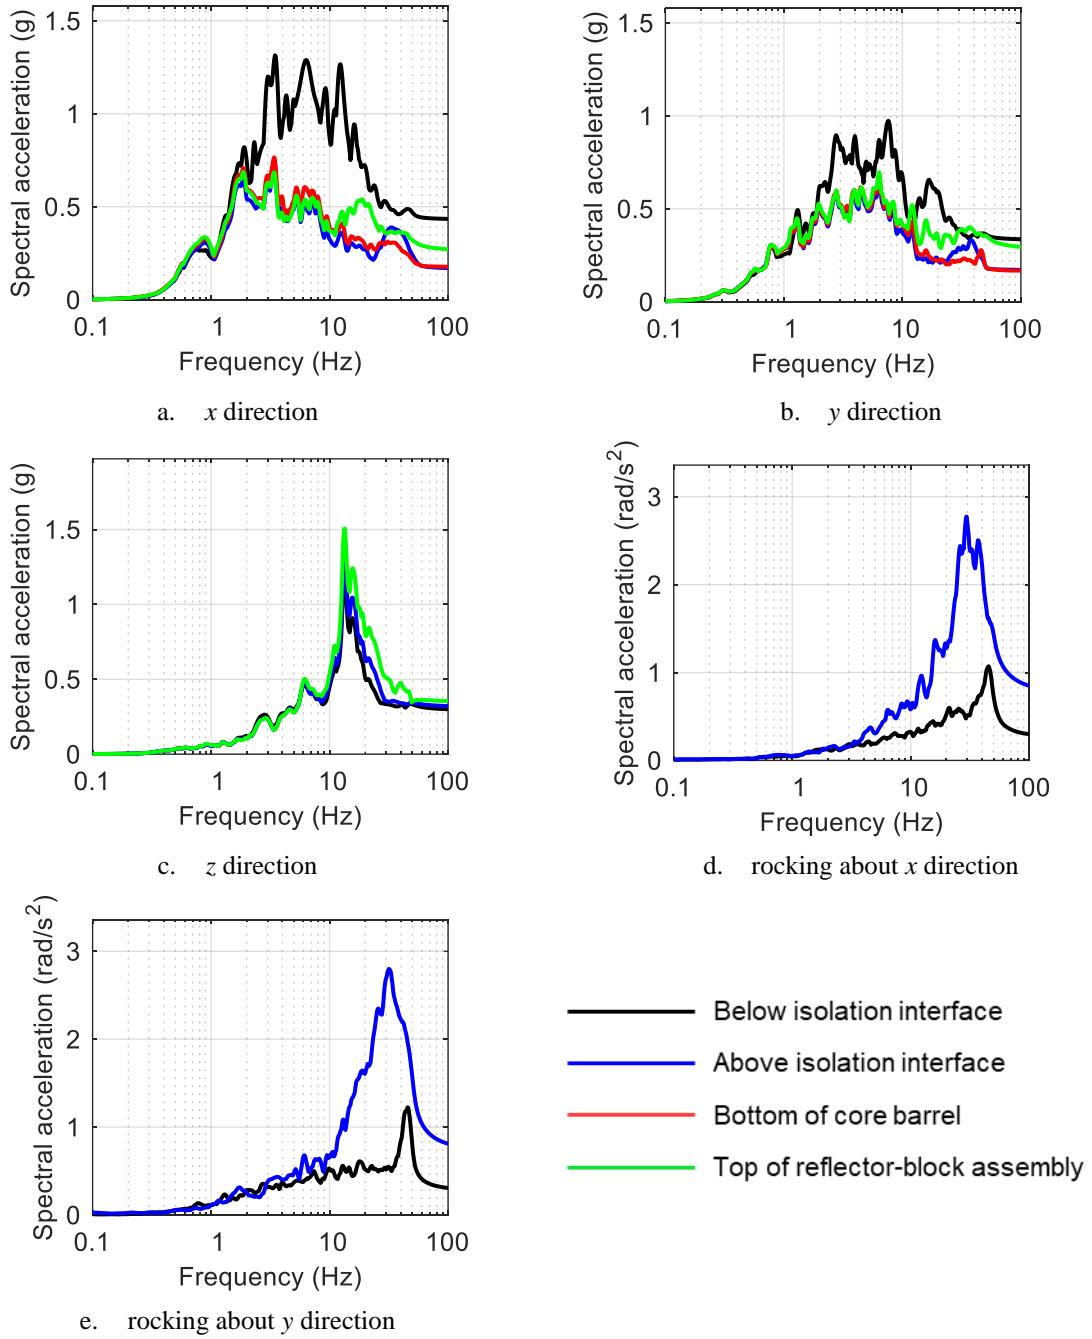 Spectral acceleration (g)
1.5
1
0.5
0
0.1
1
10
100
Frequency (Hz)
a. x direction
Spectral acceleration (g)
1.5
1
0.5
0
0.1
1
10
100
Frequency (Hz)
b. y direction
Spectral acceleration (g)
1.5
1
0.5
0
0.1
1
10
100
Frequency (Hz)
c. z direction
Spectral acceleration (rad/s²)
3
2
1
0
0.1
1
10
100
Frequency (Hz)
d. rocking about x direction
Spectral acceleration (rad/s²)
3
2
1
0
0.1
1
10
100
Frequency (Hz)
e. rocking about y direction
Below isolation interface
Above isolation interface
Bottom of core barrel
Top of reflector-block assembly